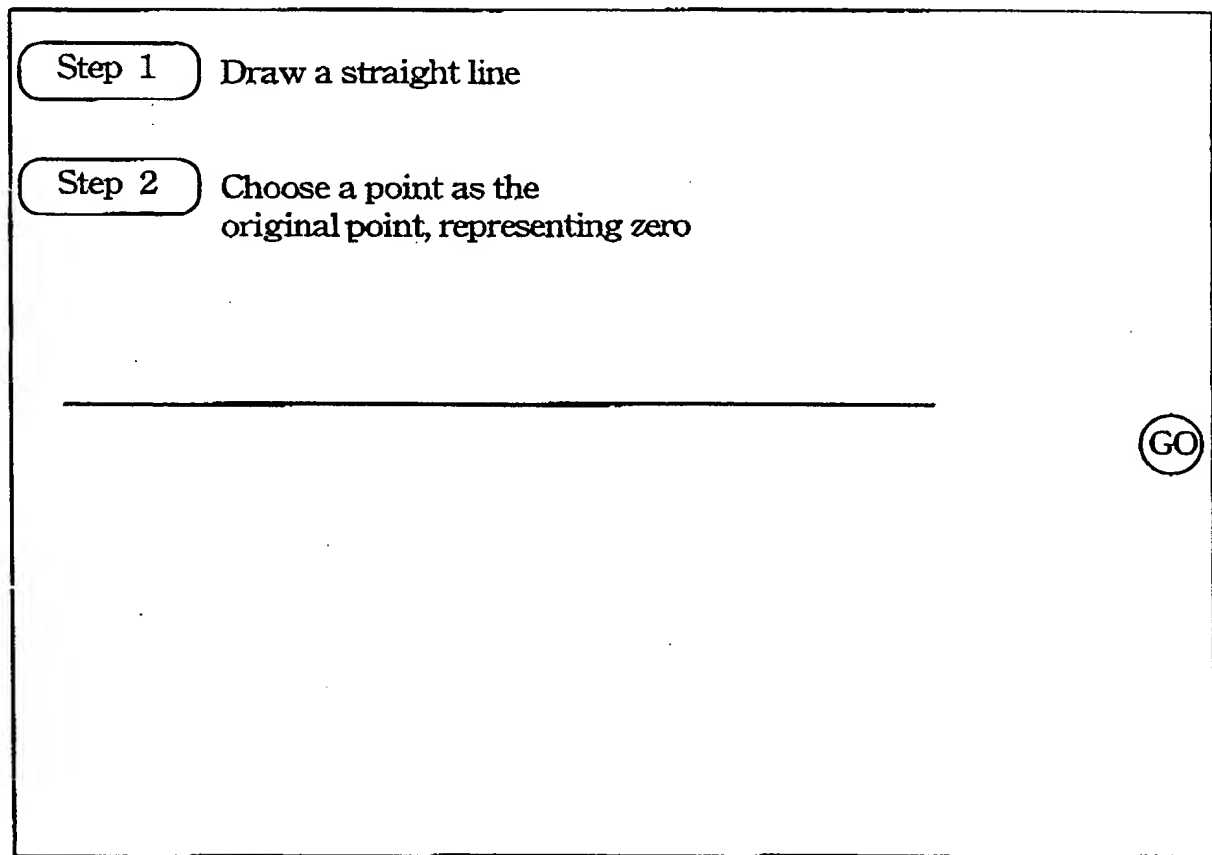 Step 1 Draw a straight line
Step 2 Choose a point as the
original point, representing zero
GO